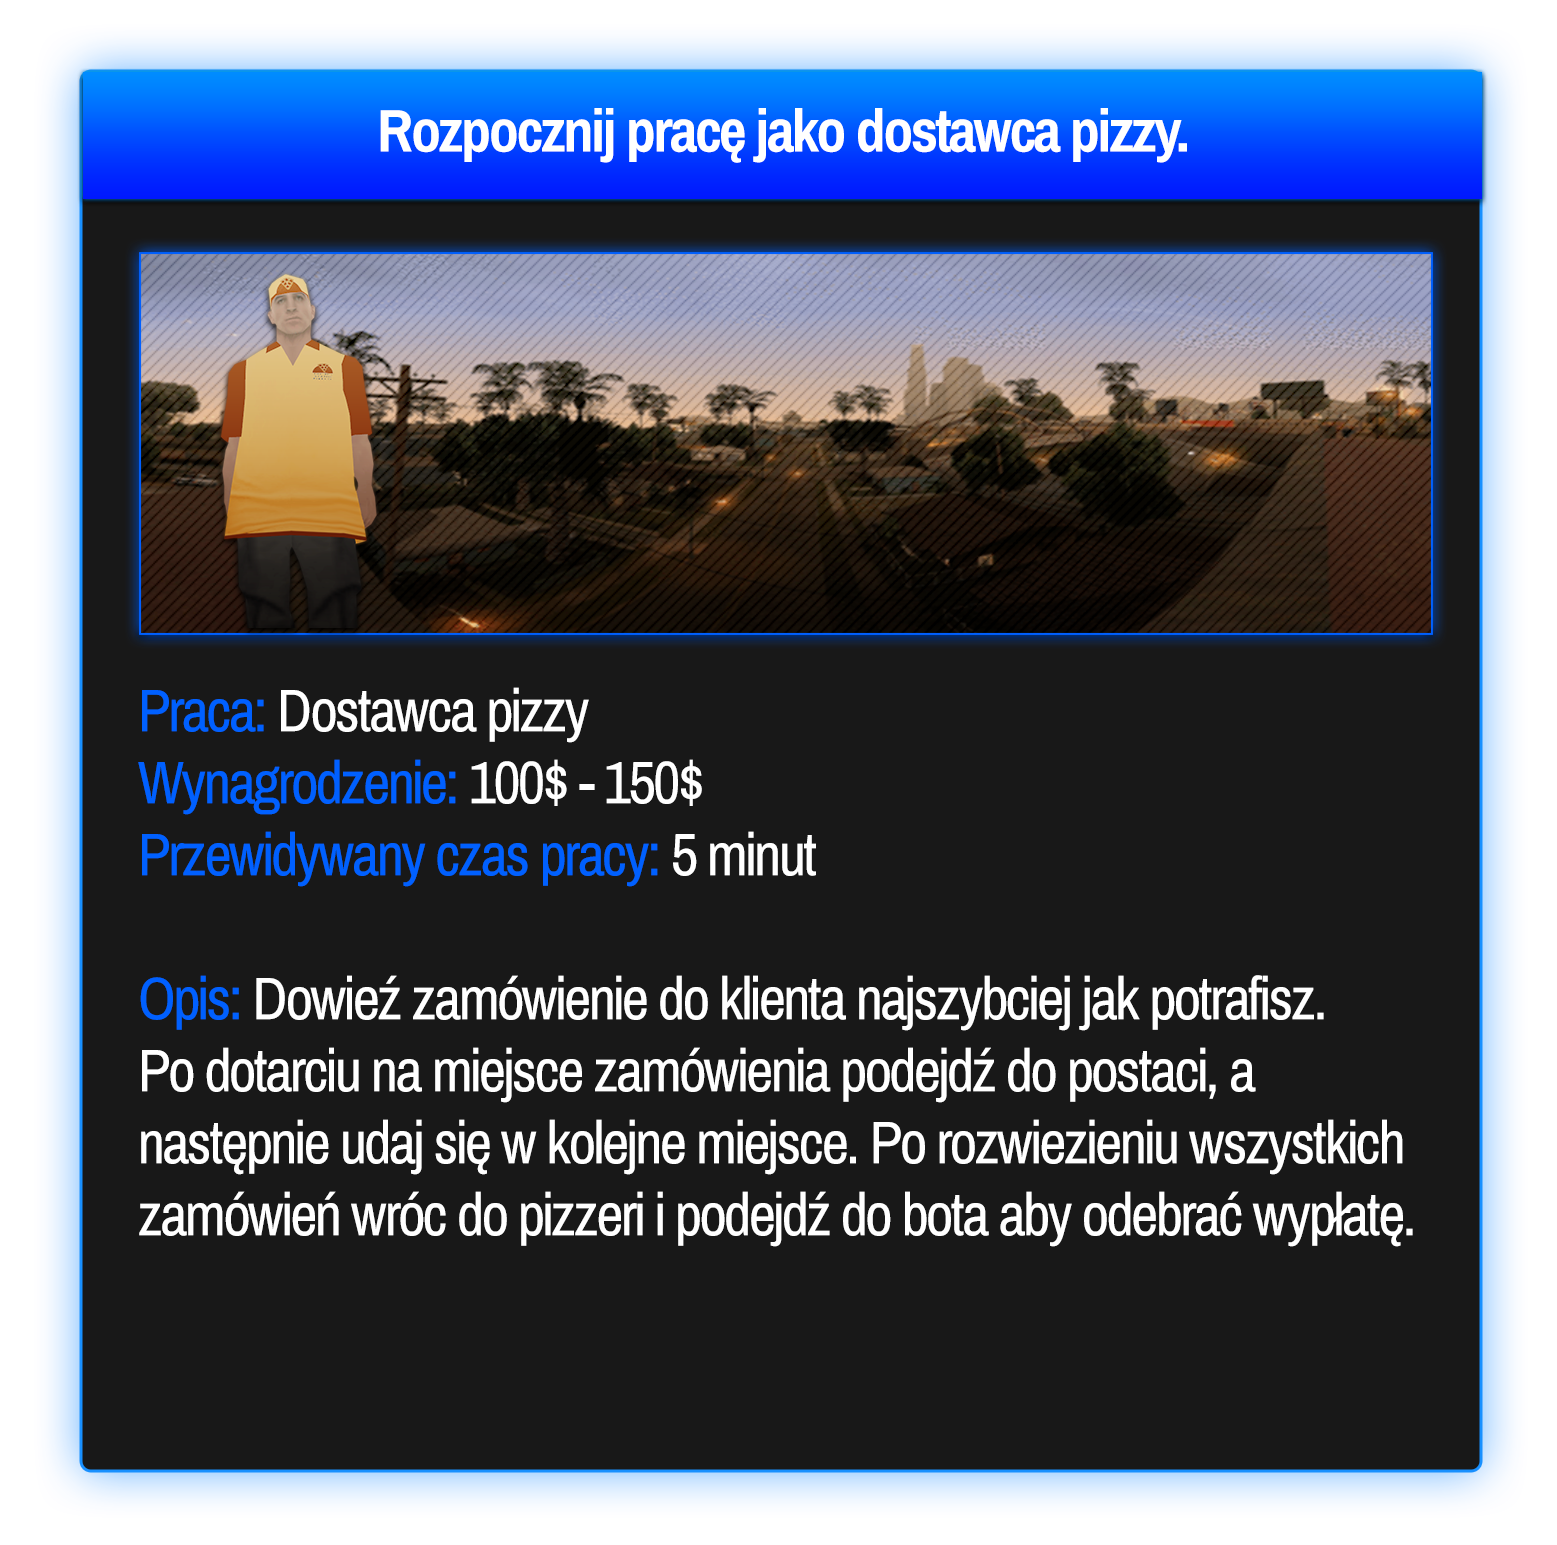 Rozpocznij pracę jako dostawca pizzy.
Praca: Dostawca pizzy
Wynagrodzenie: 100$ - 150$
Przewidywany czas pracy: 5 minut
Opis: Dowieź zamówienie do klienta najszybciej jak potrafisz.
Po dotarciu na miejsce zamówienia podejdź do postaci, a
następnie udaj się w kolejne miejsce. Po rozwiezieniu wszystkich
zamówień wróc do pizzeri i podejdź do bota aby odebrać wypłatę.